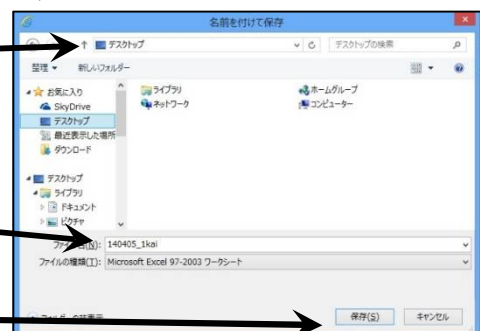 名前を付けて保存
↑ デスクトップ
デスクトップの検索
整理 ▼ 新しいフォルダー
お気に入り
SkyDrive
デスクトップ
最近表示した場所
ダウンロード
デスクトップ
ライブラリ
ドキュメント
ピクチャ
ライブラリ
ネットワーク
ホームグループ
コンピューター
140405_1kai
ファイルの種類(T): Microsoft Excel 97-2003 ワークシート
保存(S) キャンセル